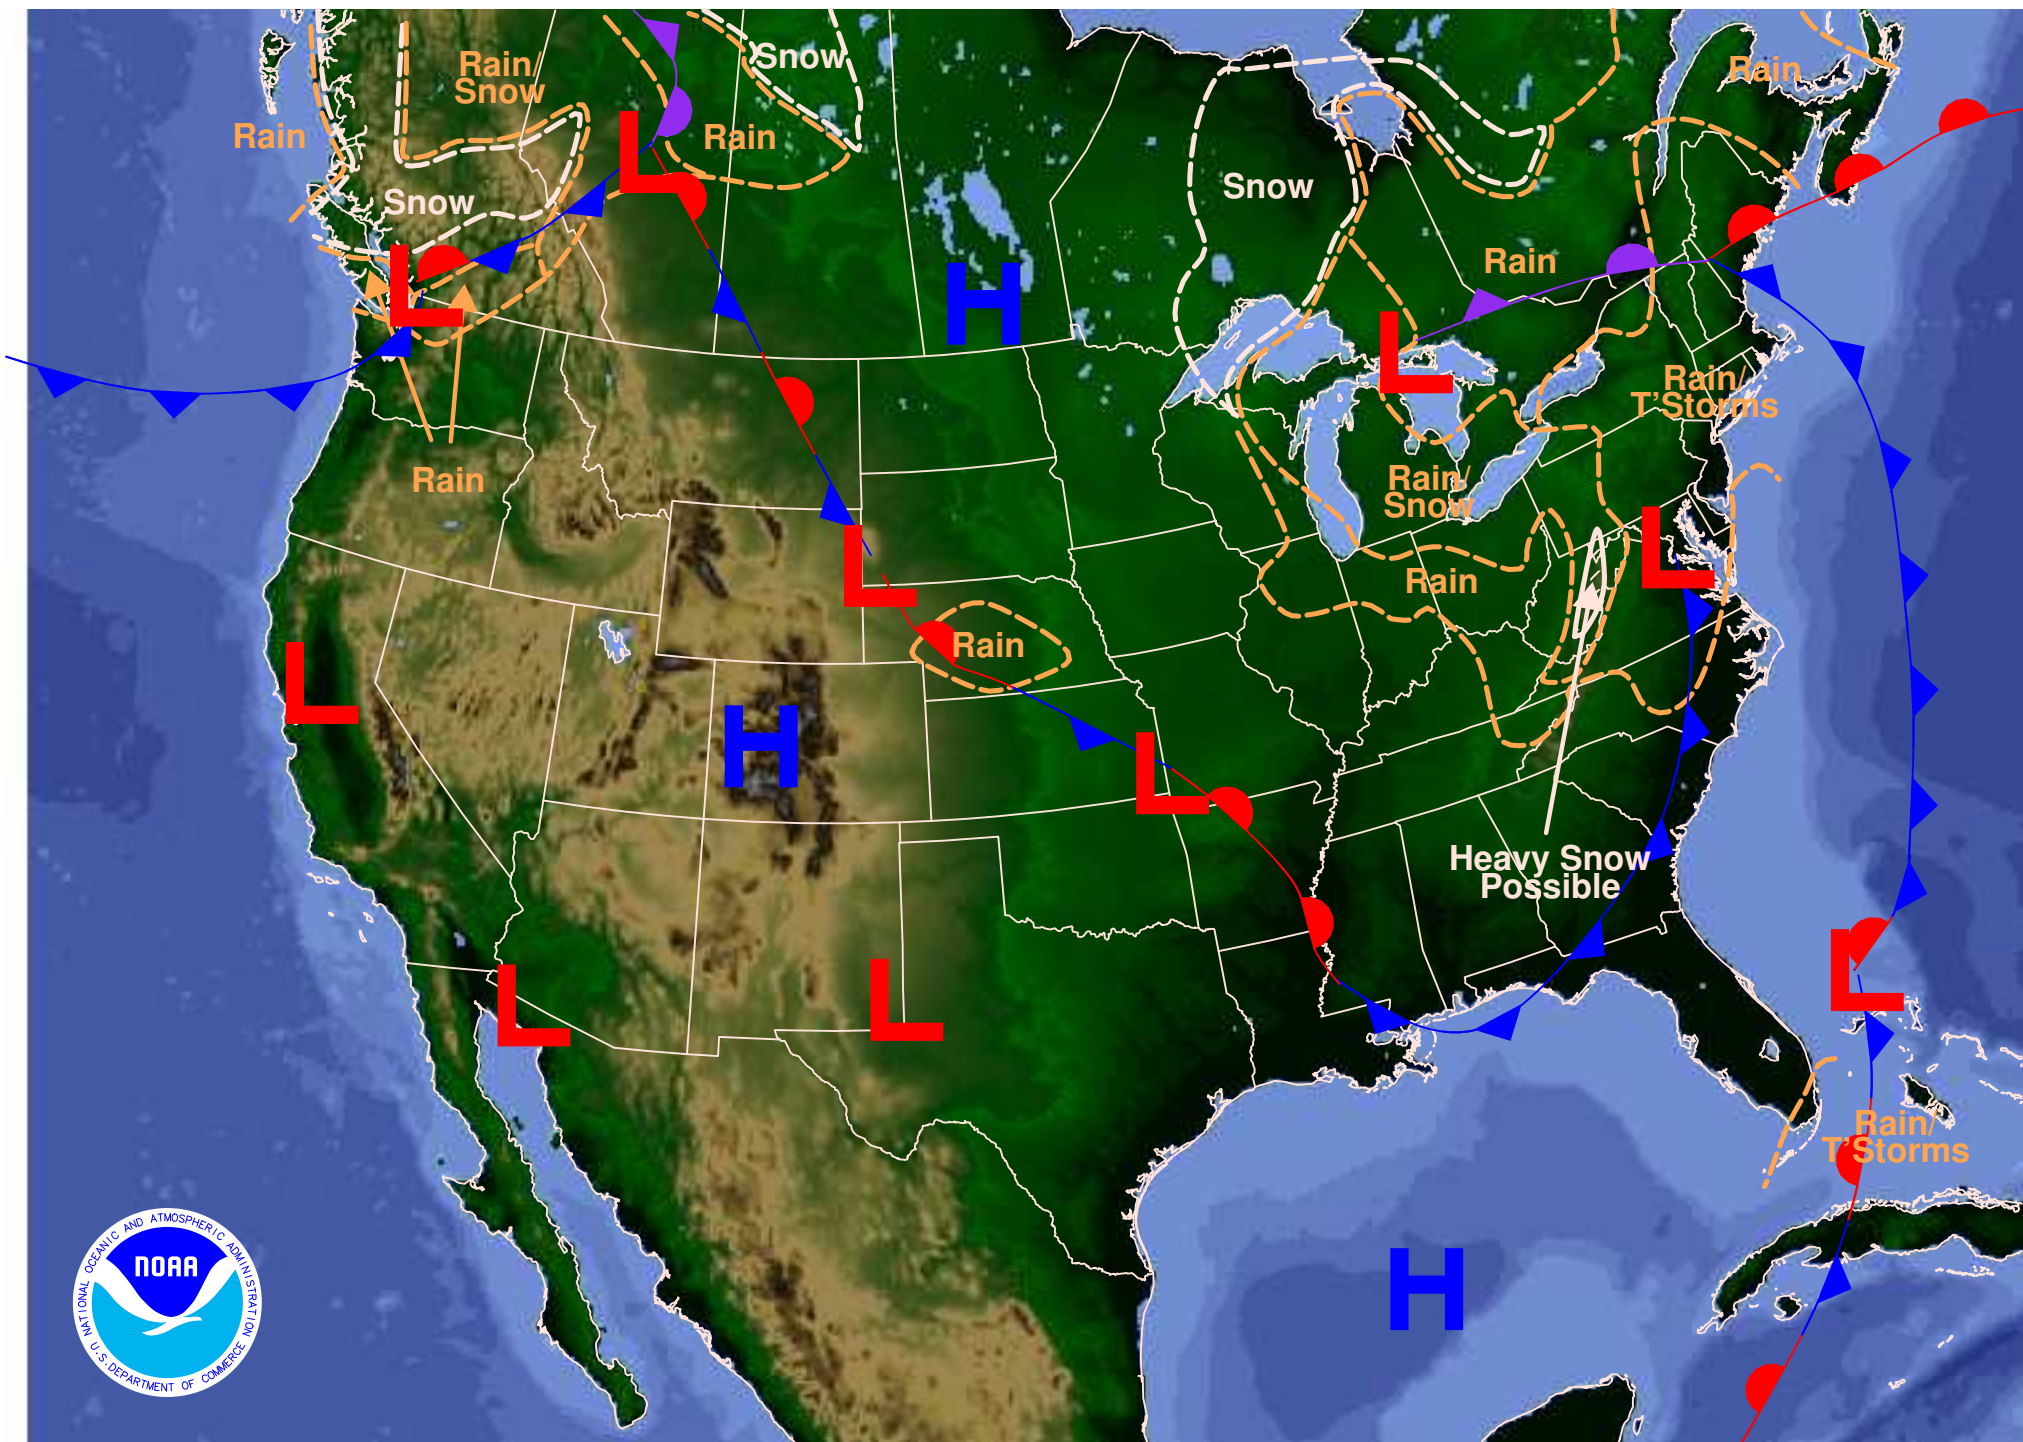 Snow
Rain/
Snow
Rain
Rain
Rain
Snow
Snow
L
Rain
L
H
L
Rain/
T'Storms
Rain
Rain/
Snow
L
L
Rain
Rain
L
H
L
Heavy Snow
Possible
L
L
L
Rain/
T'Storms
H
NATIONAL OCEANIC AND ATMOSPHERIC ADMINISTRATION
NOAA
U.S. DEPARTMENT OF COMMERCE